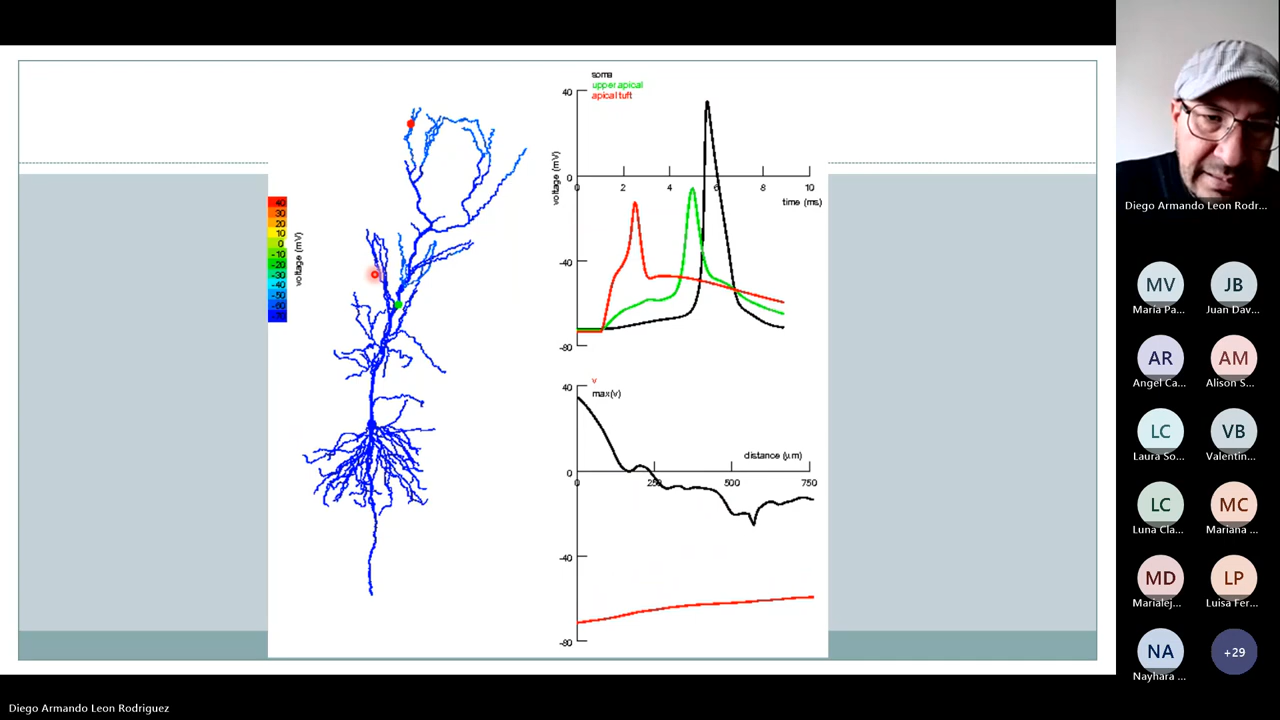 soma
upper apical
apical tuft
40
0
-40
-80
voltage (mV)
0
2
4
6
8
10
time (ms)
40
30
20
10
0
-10
-20
-30
-40
-50
-60
-70
voltage (mV)
v
max(v)
40
0
-40
-80
distance (µm)
0
250
500
750
Diego Armando Leon Rodr...
MV
JB
María Pa...
Juan Dav...
AR
AM
Angel Ca...
Alison S...
LC
VB
Laura So...
Valentin...
LC
MC
Luna Cla...
Mariana ...
MD
LP
Marialej...
Luisa Fer...
NA
+29
Nayhara ...
Diego Armando Leon Rodriguez